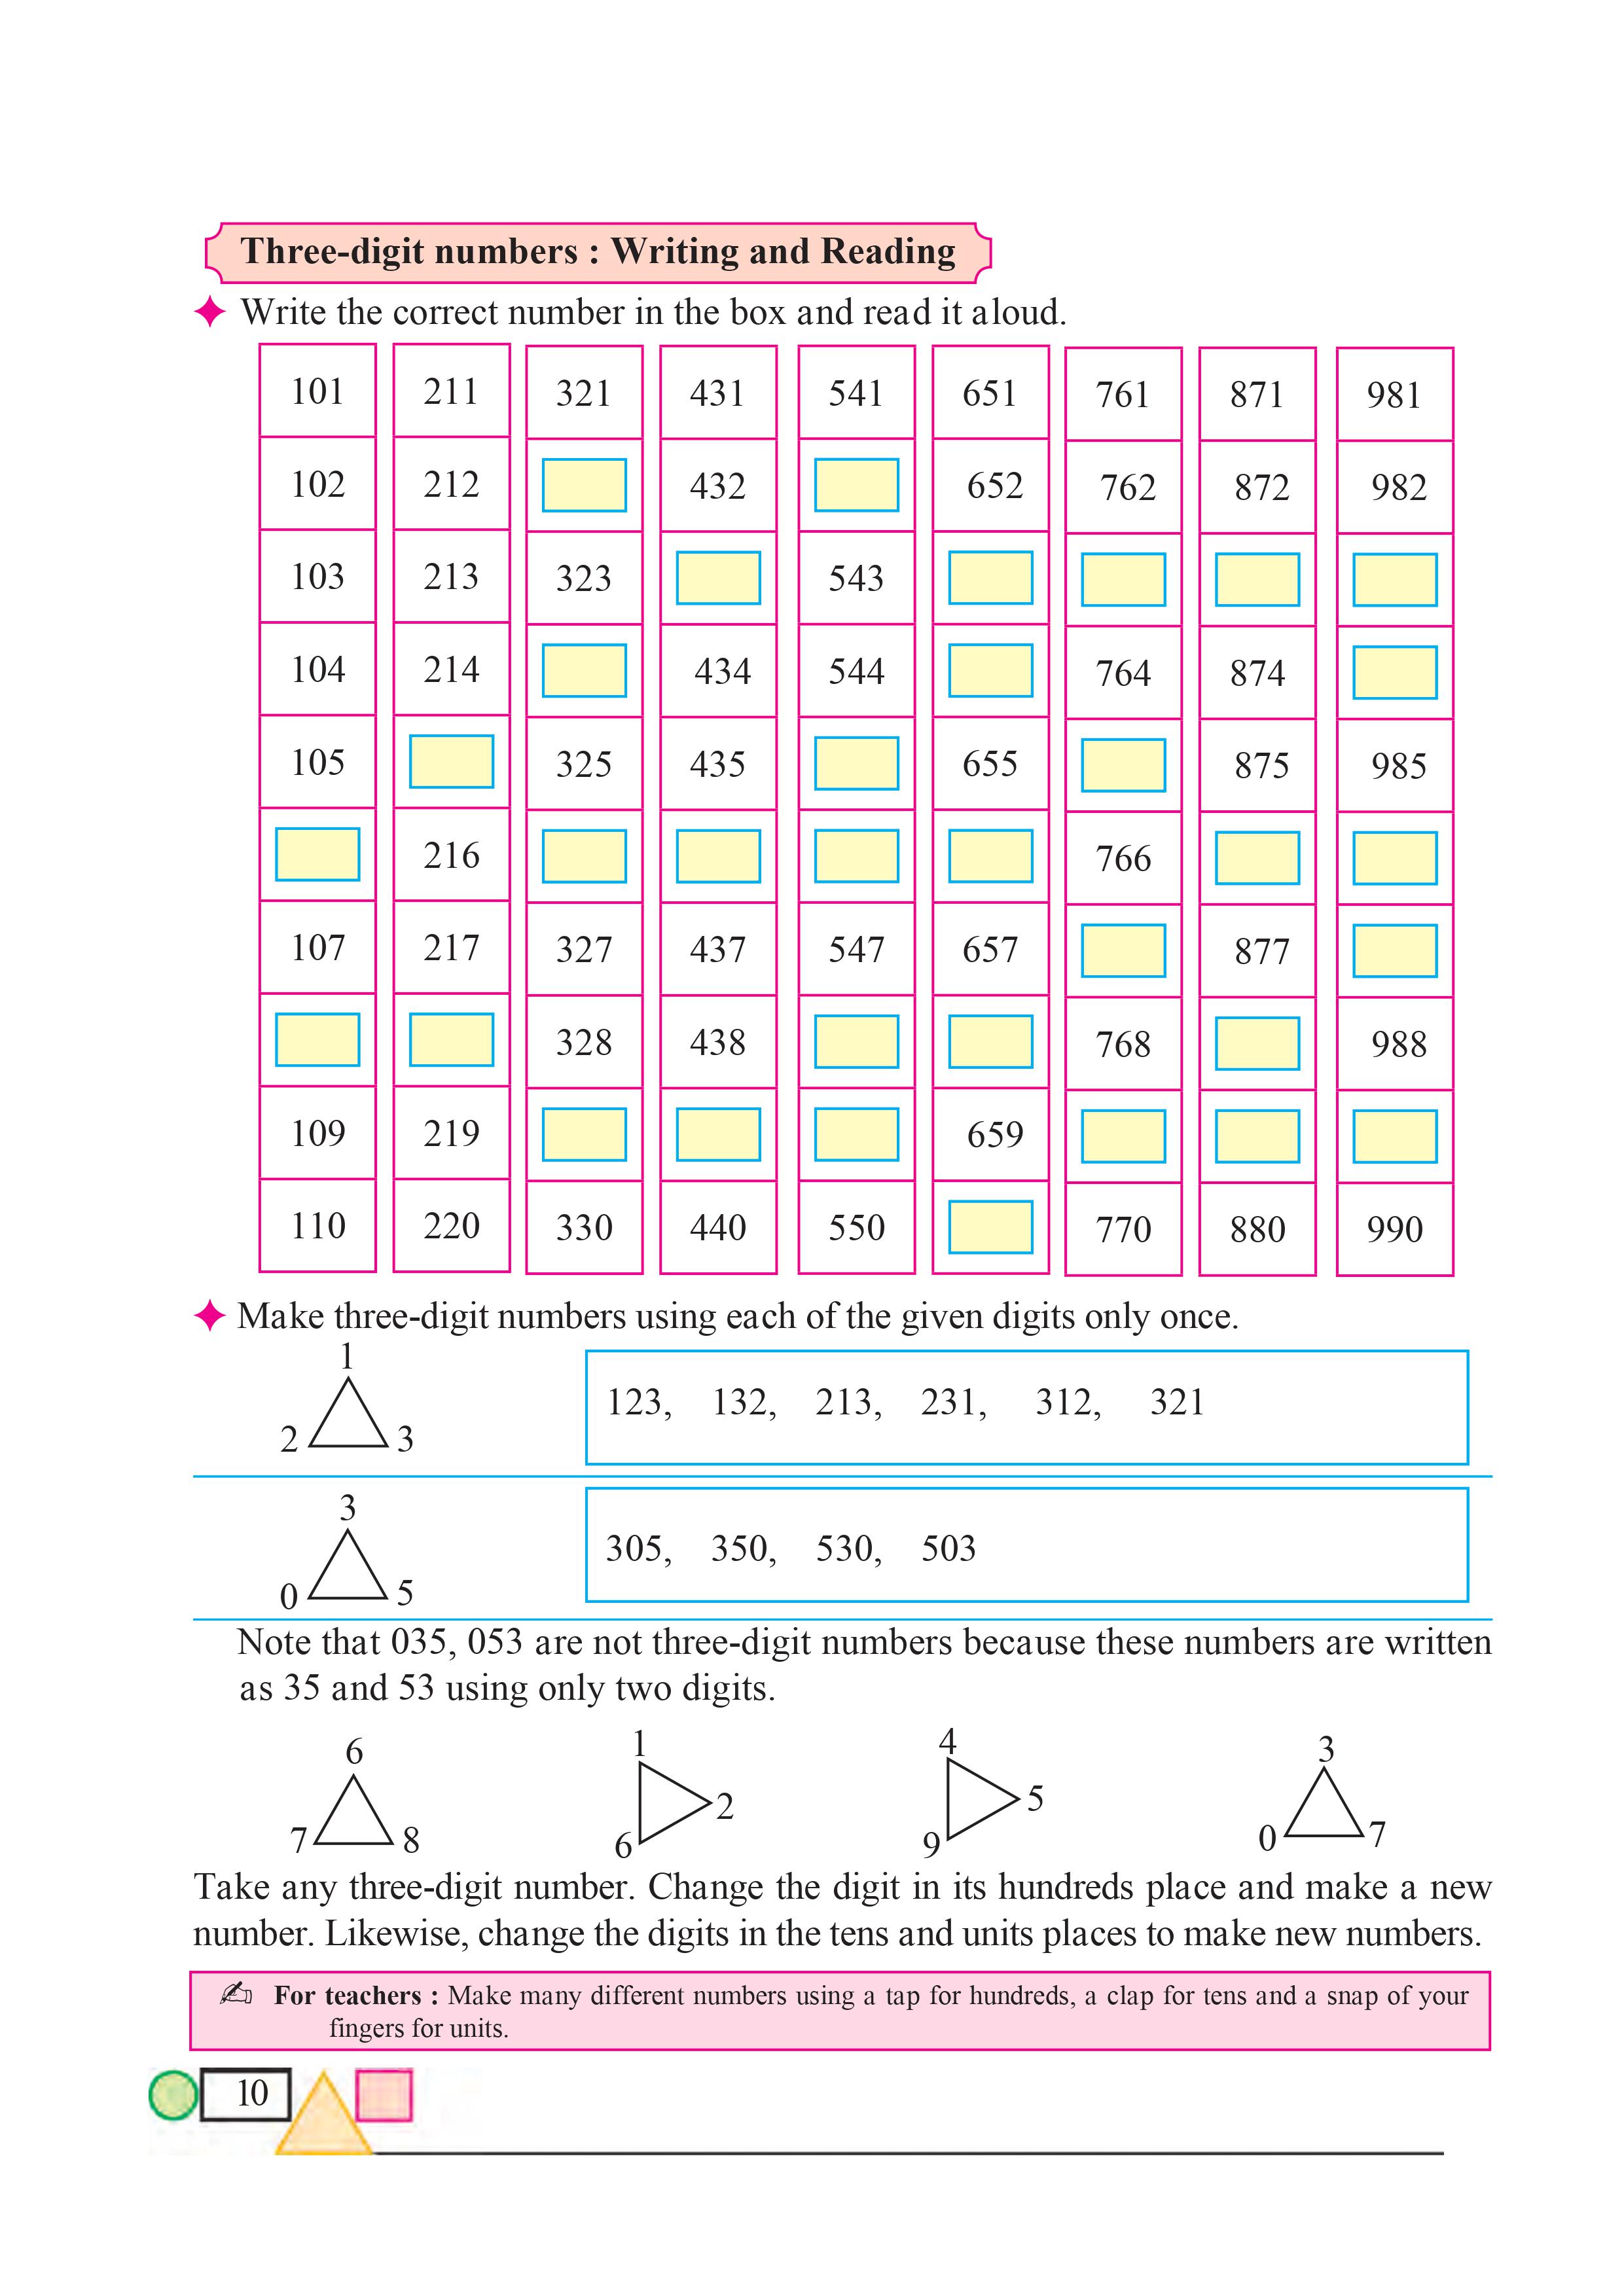 Three-digit numbers : Writing and Reading
Write the correct number in the box and read it aloud.
101 211 321 431 541 651 761 871 981
102 212 432 652 762 872 982
103 213 323 543
104 214 434 544 764 874
105 325 435 655 875 985
216 766
107 217 327 437 547 657 877
328 438 768 988
109 219 659
110 220 330 440 550 770 880 990
Make three-digit numbers using each of the given digits only once.
1
2 3
123, 132, 213, 231, 312, 321
3
0 5
305, 350, 530, 503
Note that 035, 053 are not three-digit numbers because these numbers are written
as 35 and 53 using only two digits.
6
7 8
1
2
6
4
5
9
3
0 7
Take any three-digit number. Change the digit in its hundreds place and make a new
number. Likewise, change the digits in the tens and units places to make new numbers.
For teachers : Make many different numbers using a tap for hundreds, a clap for tens and a snap of your
fingers for units.
10